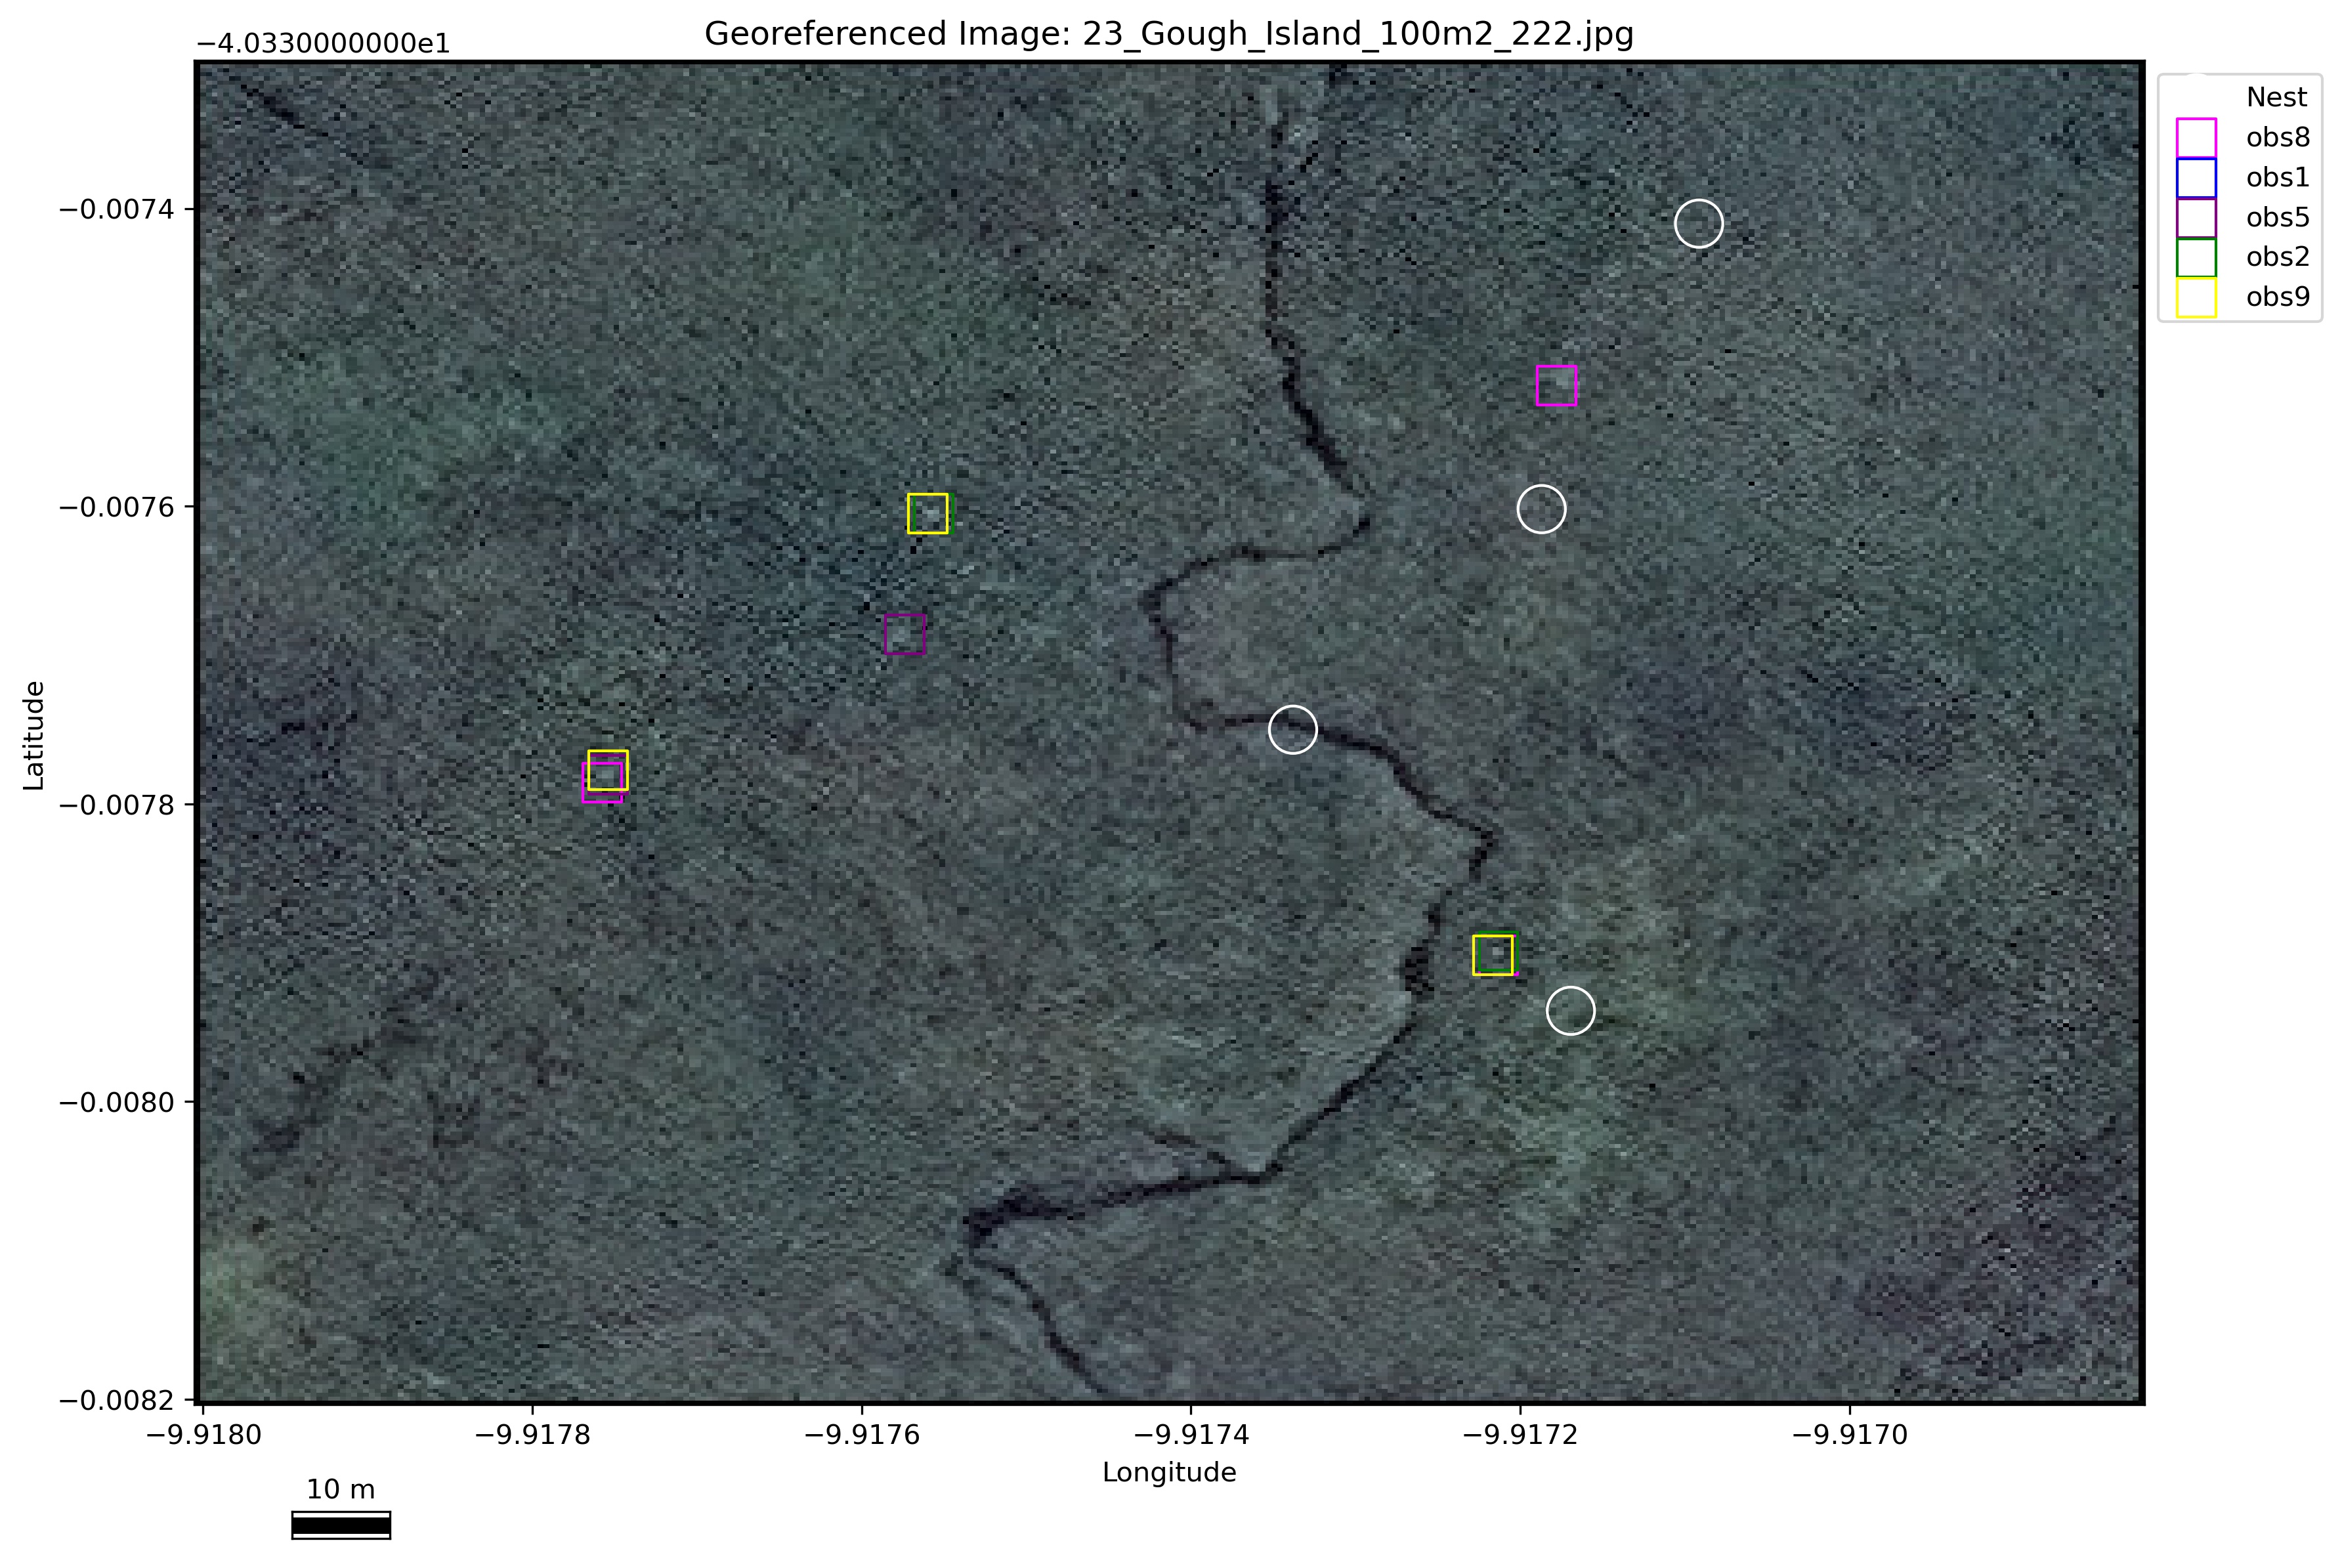 Georeferenced Image: 23_Gough_Island_100m2_222.jpg
−4.0330000000e1
Nest
obs8
obs1
obs5
obs2
obs9
−0.0074
−0.0076
−0.0078
−0.0080
−0.0082
Latitude
−9.9180
−9.9178
−9.9176
−9.9174
−9.9172
−9.9170
Longitude
10 m